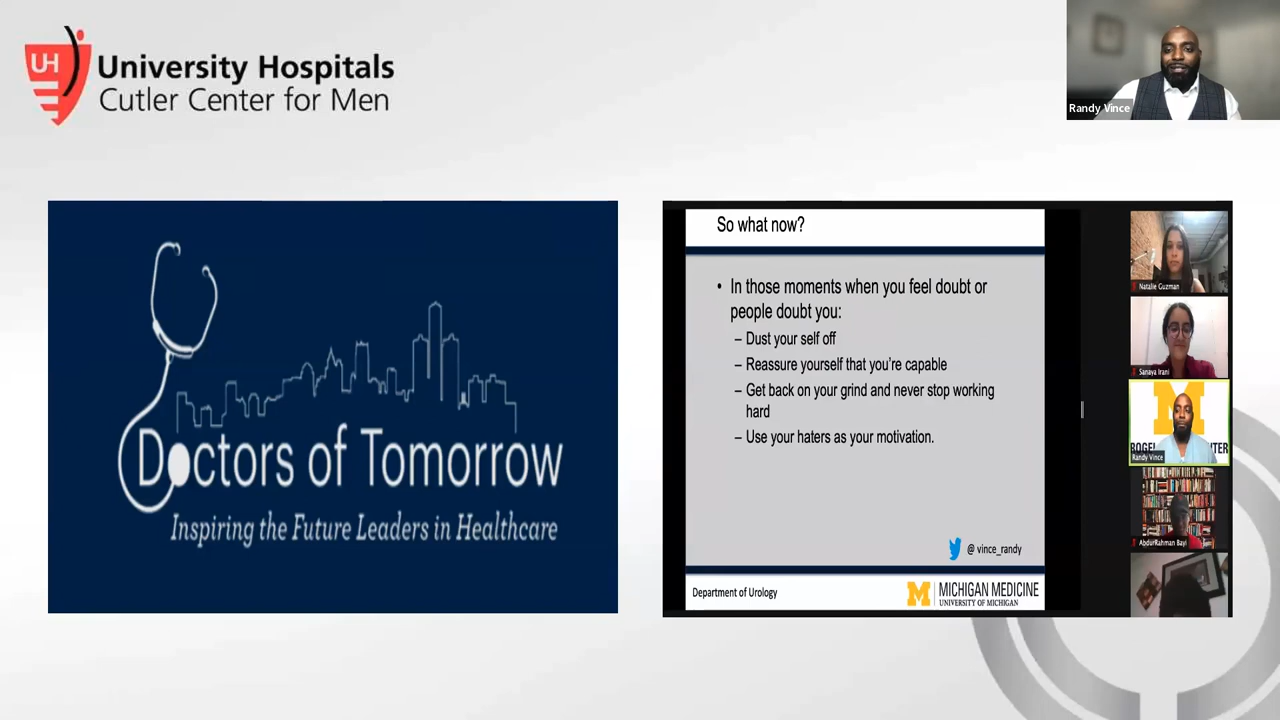 UH
University Hospitals
Cutler Center for Men
Randy Vince
Doctors of Tomorrow
Inspiring the Future Leaders in Healthcare
So what now?
• In those moments when you feel doubt or
people doubt you:
– Dust your self off
– Reassure yourself that you're capable
– Get back on your grind and never stop working
hard
– Use your haters as your motivation.
@ vince_randy
Department of Urology
M
MICHIGAN MEDICINE
UNIVERSITY OF MICHIGAN
Natalie Guzman
Sanaya Irani
M
ROGEL
Randy Vince
AbdurRahman Bayi